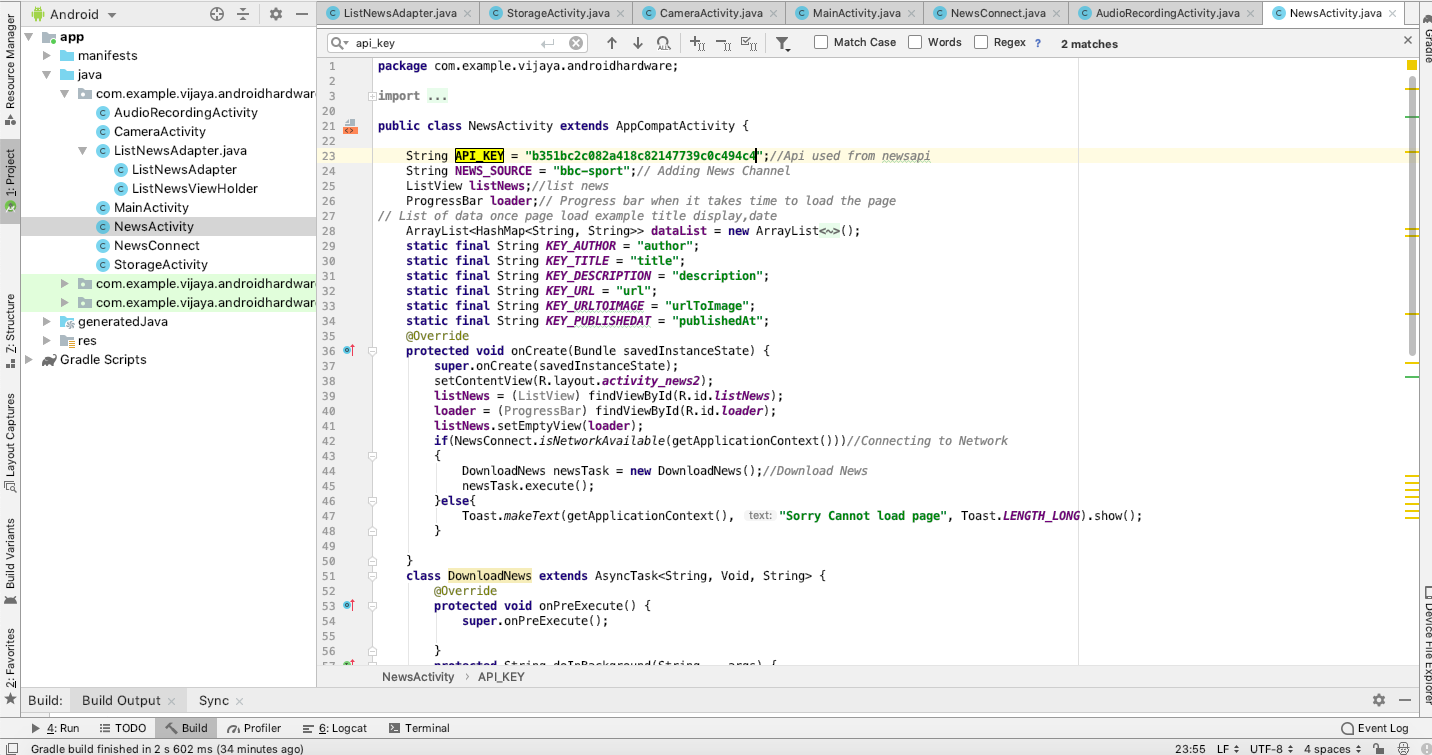 Android
ListNewsAdapter.java
StorageActivity.java
CameraActivity.java
MainActivity.java
NewsConnect.java
AudioRecordingActivity.java
NewsActivity.java
api_key
Match Case
Words
Regex
?
2 matches
Resource Manager
1: Project
Z: Structure
Layout Captures
Build Variants
2: Favorites
Gradle
Device File Explorer
app
manifests
java
com.example.vijaya.androidhardwar
AudioRecordingActivity
CameraActivity
ListNewsAdapter.java
ListNewsAdapter
ListNewsViewHolder
MainActivity
NewsActivity
NewsConnect
StorageActivity
com.example.vijaya.androidhardwar
com.example.vijaya.androidhardwar
generatedJava
res
Gradle Scripts
1 package com.example.vijaya.androidhardware;
2
3 import ...
20
21 public class NewsActivity extends AppCompatActivity {
22
23 String API_KEY = "b351bc2c082a418c82147739c0c494c4";//Api used from newsapi
24 String NEWS_SOURCE = "bbc-sport";// Adding News Channel
25 ListView listNews;//list news
26 ProgressBar loader;// Progress bar when it takes time to load the page
27 // List of data once page load example title display,date
28 ArrayList<HashMap<String, String>> dataList = new ArrayList<~>();
29 static final String KEY_AUTHOR = "author";
30 static final String KEY_TITLE = "title";
31 static final String KEY_DESCRIPTION = "description";
32 static final String KEY_URL = "url";
33 static final String KEY_URLTOIMAGE = "urlToImage";
34 static final String KEY_PUBLISHEDAT = "publishedAt";
35 @Override
36 protected void onCreate(Bundle savedInstanceState) {
37 super.onCreate(savedInstanceState);
38 setContentView(R.layout.activity_news2);
39 listNews = (ListView) findViewById(R.id.listNews);
40 loader = (ProgressBar) findViewById(R.id.loader);
41 listNews.setEmptyView(loader);
42 if(NewsConnect.isNetworkAvailable(getApplicationContext()))//Connecting to Network
43 {
44 DownloadNews newsTask = new DownloadNews();//Download News
45 newsTask.execute();
46 }else{
47 Toast.makeText(getApplicationContext(), text: "Sorry Cannot load page", Toast.LENGTH_LONG).show();
48 }
49
50 }
51 class DownloadNews extends AsyncTask<String, Void, String> {
52 @Override
53 protected void onPreExecute() {
54 super.onPreExecute();
55
56 }
57 protected String doInBackground(String... args) {
NewsActivity > API_KEY
Build:
Build Output
Sync
4: Run
TODO
Build
Profiler
6: Logcat
Terminal
Event Log
Gradle build finished in 2 s 602 ms (34 minutes ago)
23:55
LF
UTF-8
4 spaces